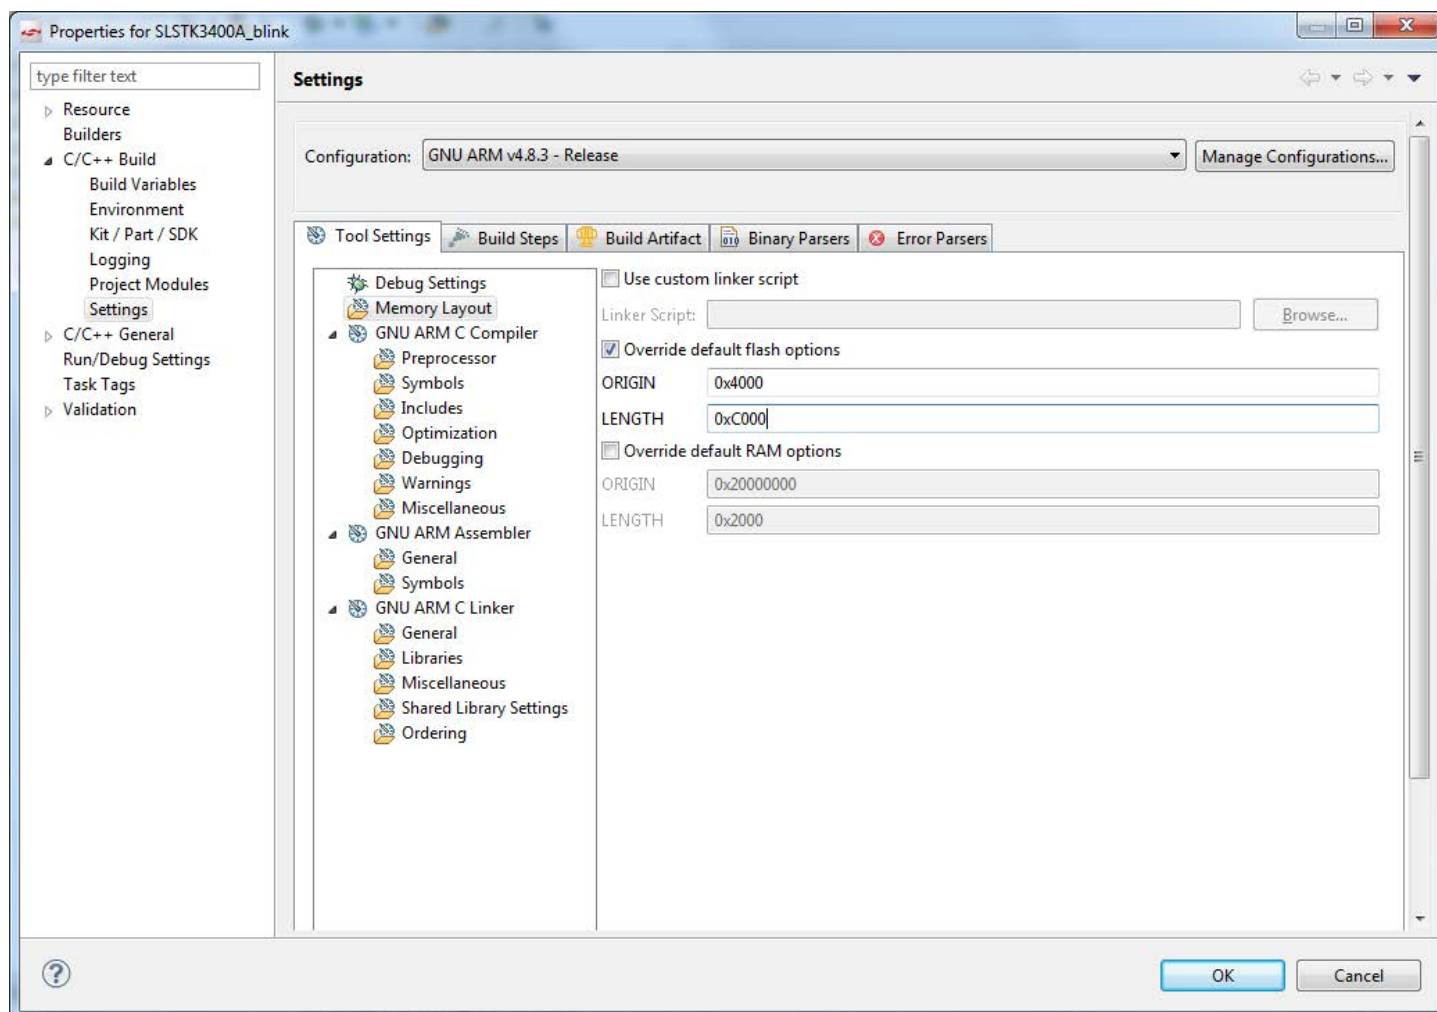 Properties for SLSTK3400A_blink
type filter text
Resource
Builders
C/C++ Build
Build Variables
Environment
Kit / Part / SDK
Logging
Project Modules
Settings
C/C++ General
Run/Debug Settings
Task Tags
Validation
Settings
Configuration: GNU ARM v4.8.3 - Release Manage Configurations...
Tool Settings Build Steps Build Artifact Binary Parsers Error Parsers
Debug Settings
Memory Layout
GNU ARM C Compiler
Preprocessor
Symbols
Includes
Optimization
Debugging
Warnings
Miscellaneous
GNU ARM Assembler
General
Symbols
GNU ARM C Linker
General
Libraries
Miscellaneous
Shared Library Settings
Ordering
Use custom linker script
Linker Script: Browse...
Override default flash options
ORIGIN 0x4000
LENGTH 0xC000
Override default RAM options
ORIGIN 0x20000000
LENGTH 0x2000
OK Cancel